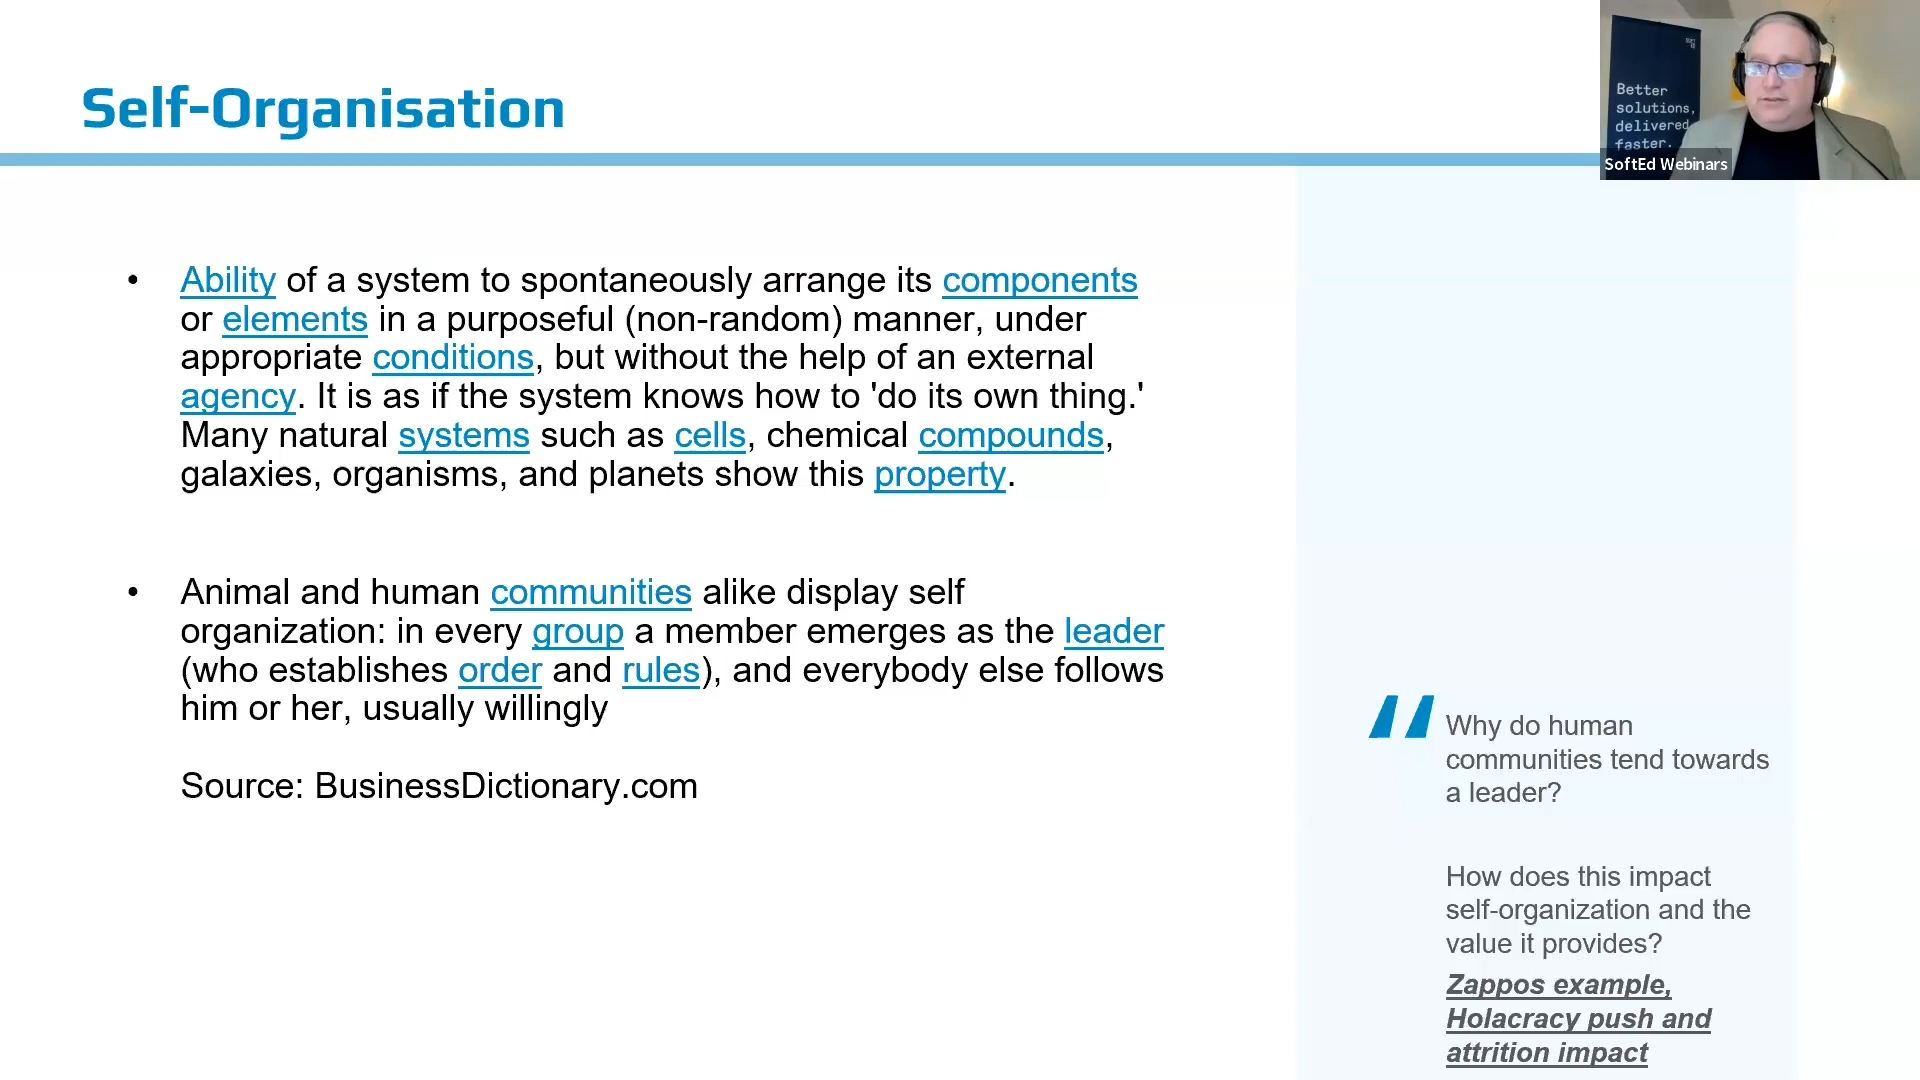 Self-Organisation
Better
solutions,
delivered
faster.
SoftEd Webinars
• Ability of a system to spontaneously arrange its components
or elements in a purposeful (non-random) manner, under
appropriate conditions, but without the help of an external
agency. It is as if the system knows how to 'do its own thing.'
Many natural systems such as cells, chemical compounds,
galaxies, organisms, and planets show this property.
• Animal and human communities alike display self
organization: in every group a member emerges as the leader
(who establishes order and rules), and everybody else follows
him or her, usually willingly
Source: BusinessDictionary.com
Why do human
communities tend towards
a leader?
How does this impact
self-organization and the
value it provides?
Zappos example,
Holacracy push and
attrition impact